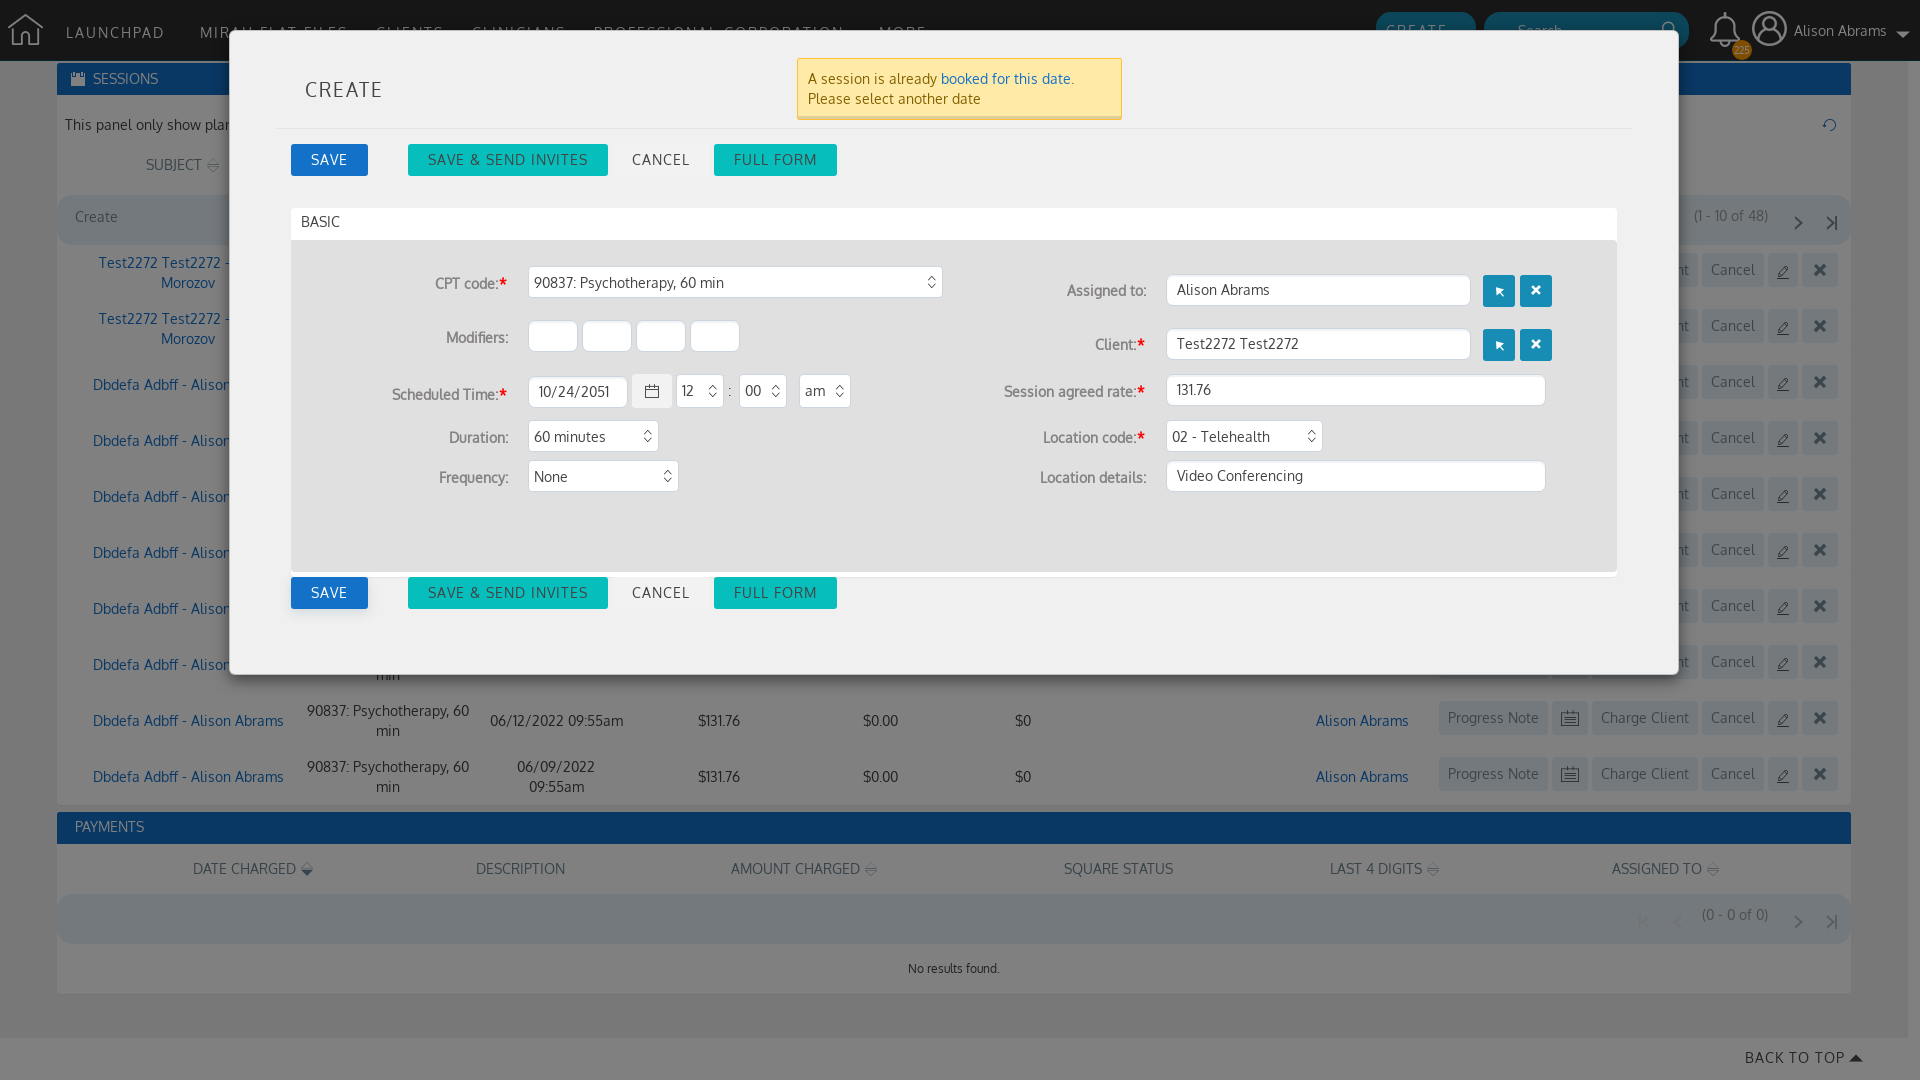 LAUNCHPAD
CREATE
Search
225
Alison Abrams
SESSIONS
This panel only show
SUBJECT
Create
(1 - 10 of 48)
Test2272 Test2272 -
Morozov
Test2272 Test2272 -
Morozov
Dbdefa Adbff - Alison
Dbdefa Adbff - Alison
Dbdefa Adbff - Alison
Dbdefa Adbff - Alison
Dbdefa Adbff - Alison
Dbdefa Adbff - Alison
Cancel
Cancel
Cancel
Cancel
Cancel
Cancel
Cancel
Cancel
CREATE
A session is already booked for this date.
Please select another date
SAVE
SAVE & SEND INVITES
CANCEL
FULL FORM
BASIC
CPT code:*
90837: Psychotherapy, 60 min
Assigned to:
Alison Abrams
Modifiers:
Client:*
Test2272 Test2272
Scheduled Time:*
10/24/2051
12
:
00
am
Session agreed rate:*
131.76
Duration:
60 minutes
Location code:*
02 - Telehealth
Frequency:
None
Location details:
Video Conferencing
SAVE
SAVE & SEND INVITES
CANCEL
FULL FORM
Dbdefa Adbff - Alison Abrams
90837: Psychotherapy, 60
min
06/12/2022 09:55am
$131.76
$0.00
$0
Alison Abrams
Progress Note
Charge Client
Cancel
Dbdefa Adbff - Alison Abrams
90837: Psychotherapy, 60
min
06/09/2022
09:55am
$131.76
$0.00
$0
Alison Abrams
Progress Note
Charge Client
Cancel
PAYMENTS
DATE CHARGED
DESCRIPTION
AMOUNT CHARGED
SQUARE STATUS
LAST 4 DIGITS
ASSIGNED TO
(0 - 0 of 0)
No results found.
BACK TO TOP